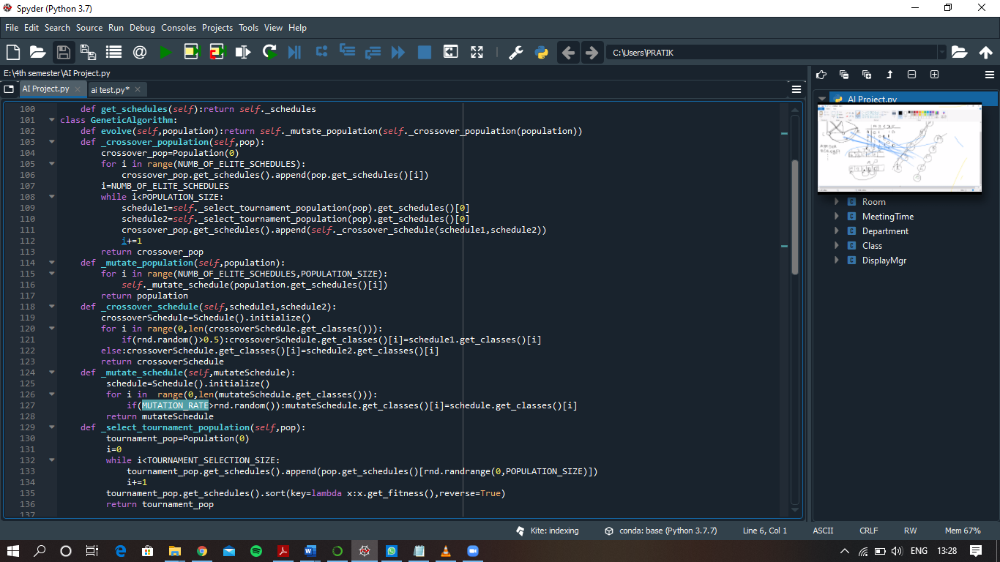 Spyder (Python 3.7)
File Edit Search Source Run Debug Consoles Projects Tools View Help
C:\Users\PRATIK
E:\4th semester\AI Project.py
AI Project.py
ai test.py*
100 def get_schedules(self):return self._schedules
101 class GeneticAlgorithm:
102 def evolve(self,population):return self._mutate_population(self._crossover_population(population))
103 def _crossover_population(self,pop):
104 crossover_pop=Population(0)
105 for i in range(NUMB_OF_ELITE_SCHEDULES):
106 crossover_pop.get_schedules().append(pop.get_schedules()[i])
107 i=NUMB_OF_ELITE_SCHEDULES
108 while i<POPULATION_SIZE:
109 schedule1=self._select_tournament_population(pop).get_schedules()[0]
110 schedule2=self._select_tournament_population(pop).get_schedules()[0]
111 crossover_pop.get_schedules().append(self._crossover_schedule(schedule1,schedule2))
112 i+=1
113 return crossover_pop
114 def _mutate_population(self,population):
115 for i in range(NUMB_OF_ELITE_SCHEDULES,POPULATION_SIZE):
116 self._mutate_schedule(population.get_schedules()[i])
117 return population
118 def _crossover_schedule(self,schedule1,schedule2):
119 crossoverSchedule=Schedule().initialize()
120 for i in range(0,len(crossoverSchedule.get_classes())):
121 if(rnd.random()>0.5):crossoverSchedule.get_classes()[i]=schedule1.get_classes()[i]
122 else:crossoverSchedule.get_classes()[i]=schedule2.get_classes()[i]
123 return crossoverSchedule
124 def _mutate_schedule(self,mutateSchedule):
125 schedule=Schedule().initialize()
126 for i in  range(0,len(mutateSchedule.get_classes())):
127 if(MUTATION_RATE>rnd.random()):mutateSchedule.get_classes()[i]=schedule.get_classes()[i]
128 return mutateSchedule
129 def _select_tournament_population(self,pop):
130 tournament_pop=Population(0)
131 i=0
132 while i<TOURNAMENT_SELECTION_SIZE:
133 tournament_pop.get_schedules().append(pop.get_schedules()[rnd.randrange(0,POPULATION_SIZE)])
134 i+=1
135 tournament_pop.get_schedules().sort(key=lambda x:x.get_fitness(),reverse=True)
136 return tournament_pop
137
AI Project.py
Room
MeetingTime
Department
Class
DisplayMgr
Kite: indexing conda: base (Python 3.7.7) Line 6, Col 1 ASCII CRLF RW Mem 67%
ENG 13:28